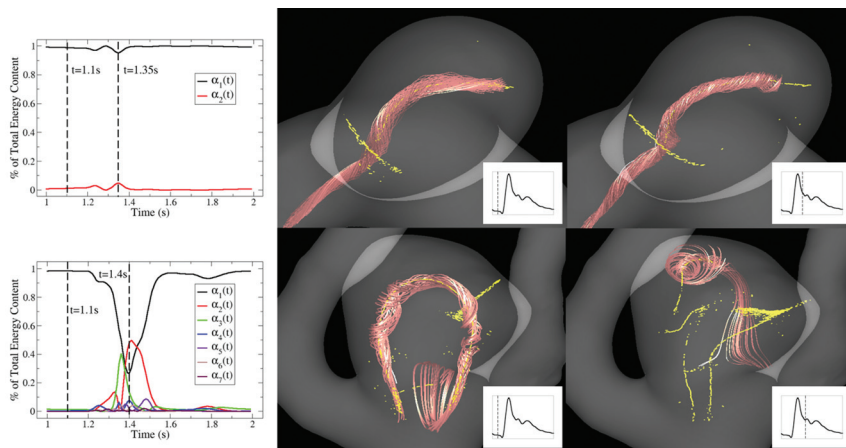 % of Total Energy Content
1
0.8
0.6
0.4
0.2
0
t=1.1s
t=1.35s
α₁(t)
α₂(t)
1 1.2 1.4 1.6 1.8 2
Time (s)
% of Total Energy Content
1
0.8
0.6
0.4
0.2
0
t=1.4s
t=1.1s
α₁(t)
α₂(t)
α₃(t)
α₄(t)
α₅(t)
α₆(t)
α₇(t)
1 1.2 1.4 1.6 1.8 2
Time (s)